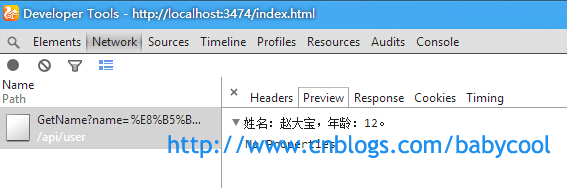 Developer Tools - http://localhost:3474/index.html
Elements Network Sources Timeline Profiles Resources Audits Console
Name
Path
× Headers Preview Response Cookies Timing
GetName?name=%E8%B5%B...
/api/user
▼姓名：赵大宝，年龄：12。
No Properties
http://www.cnblogs.com/babycool